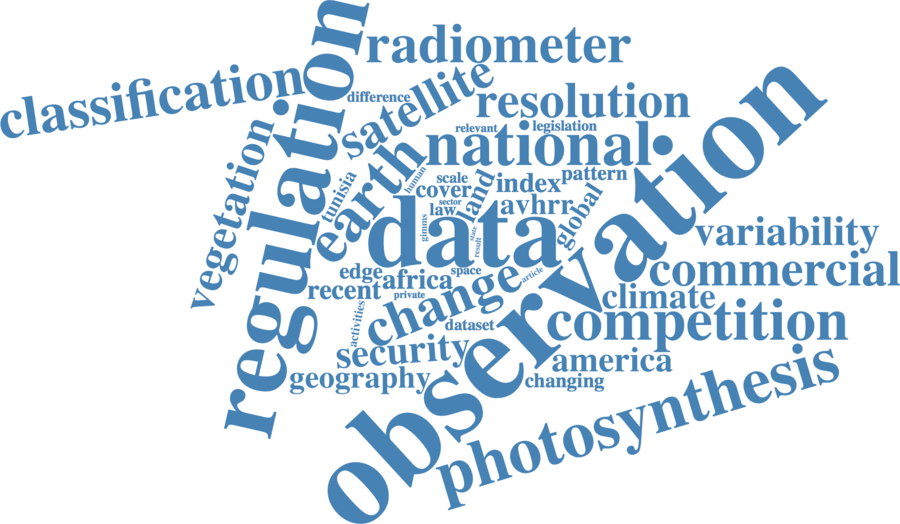 radiometer
regulation
classification
satellite
difference
resolution
observation
relevant
legislation
national
vegetation
earth
human
tunisia
scale
cover
land
index
pattern
sector
law
avhrr
global
data
gimms
state
result
variability
edge
africa
space
article
commercial
recent
private
change
climate
activities
dataset
competition
security
america
geography
changing
photosynthesis